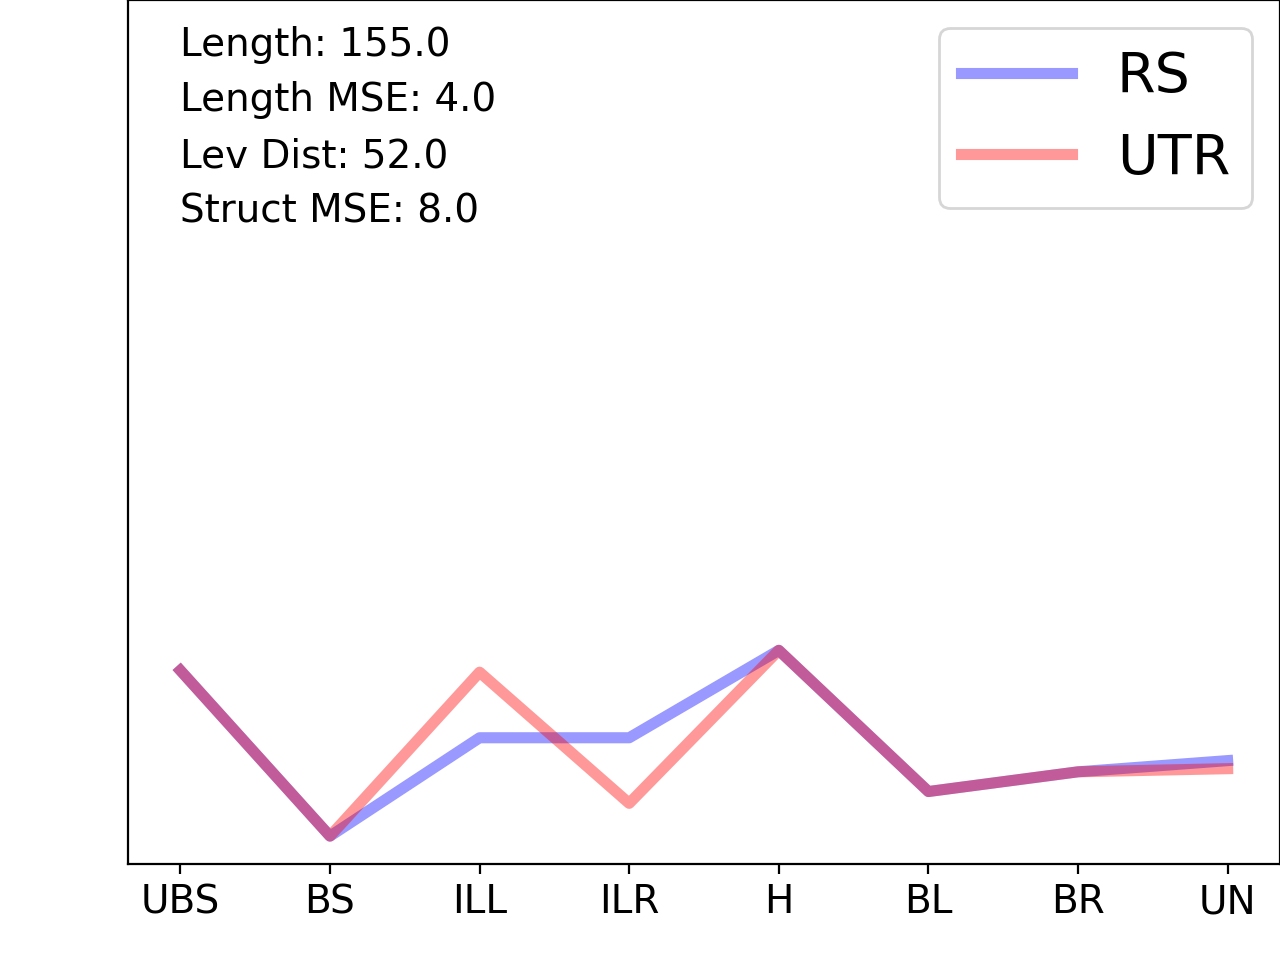 Length: 155.0
Length MSE: 4.0
Lev Dist: 52.0
Struct MSE: 8.0
RS
UTR
UBS BS ILL ILR H BL BR UN